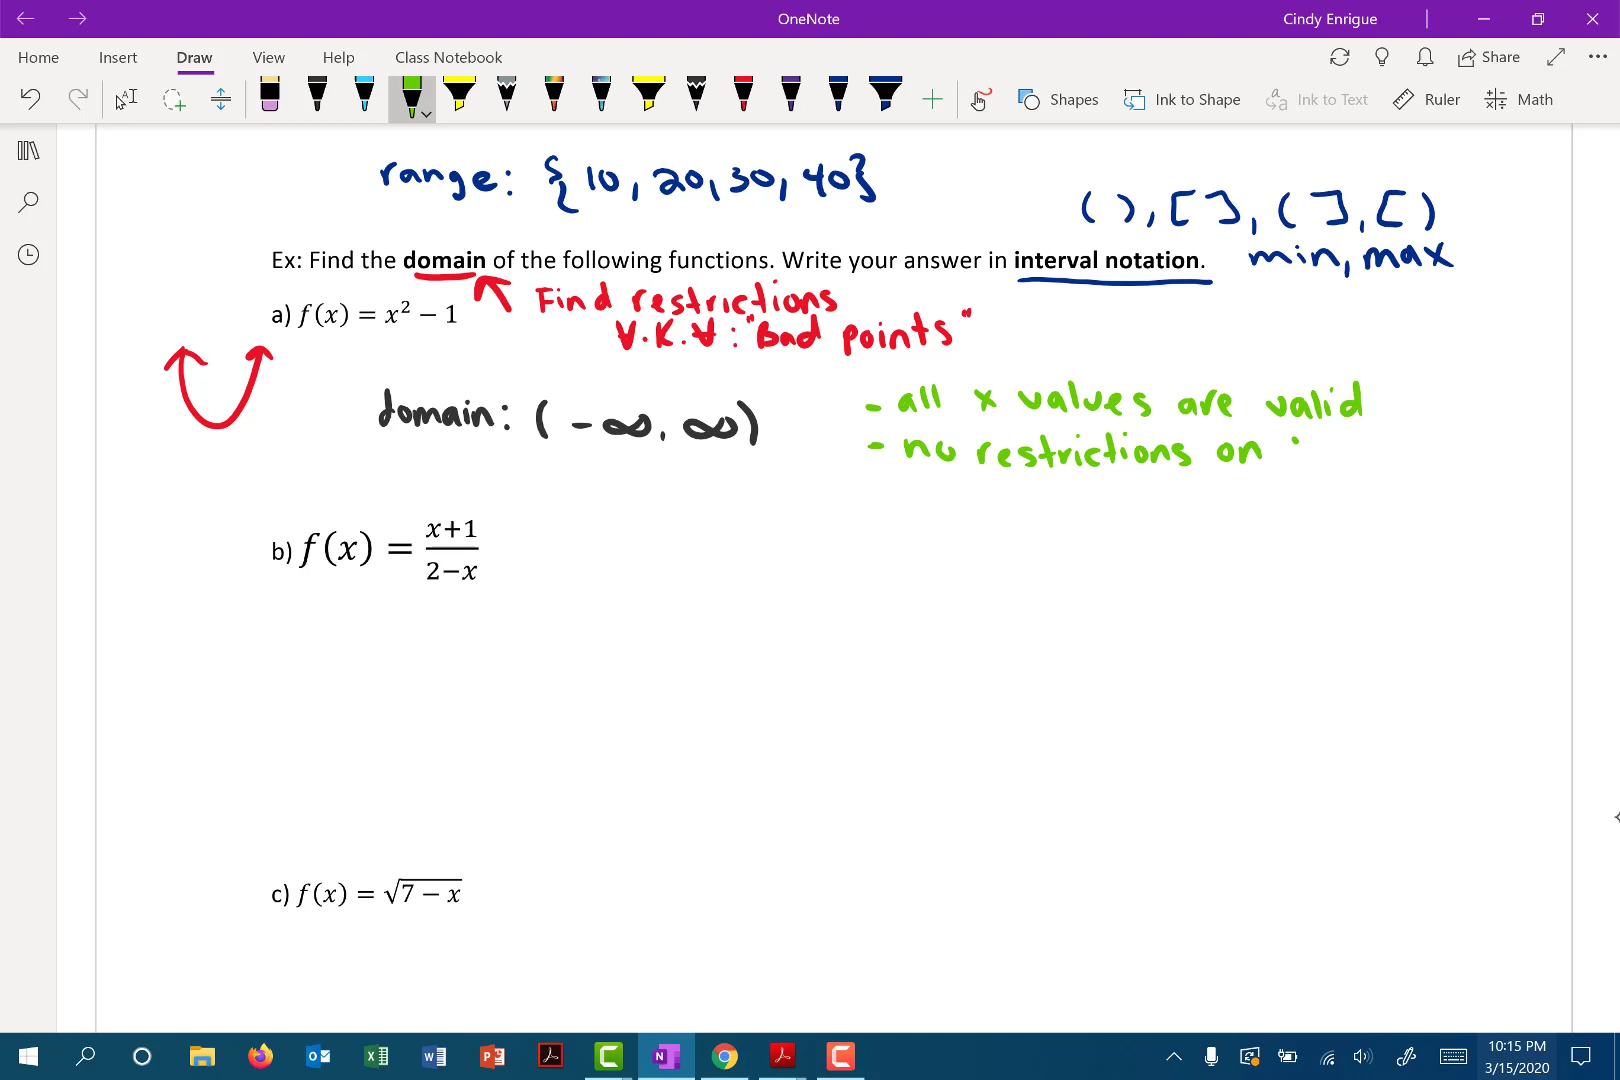 OneNote
Cindy Enrigue
Home Insert Draw View Help Class Notebook
Share
Shapes Ink to Shape Ink to Text Ruler Math
range: {10, 20, 30, 40}
( ), [ ], ( ], [ )
min, max
Ex: Find the domain of the following functions. Write your answer in interval notation.
Find restrictions
a) f(x) = x² − 1
"Bad points"
domain: (-∞, ∞)
- all x values are valid
- no restrictions on
b) f(x) = (x+1)/(2−x)
c) f(x) = √(7 − x)
10:15 PM
3/15/2020